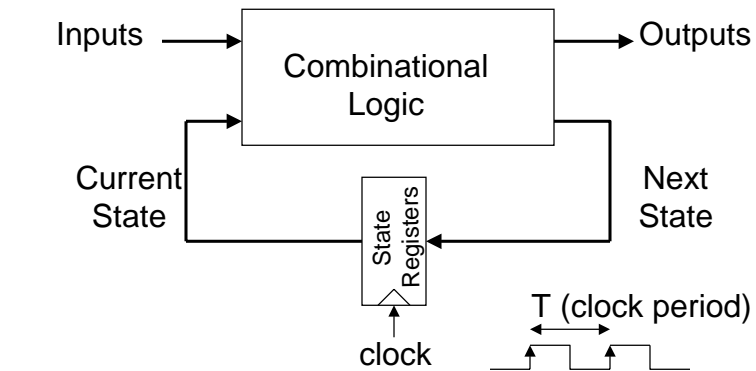 Inputs
Outputs
Combinational
Logic
Current
State
Next
State
State
Registers
T (clock period)
clock